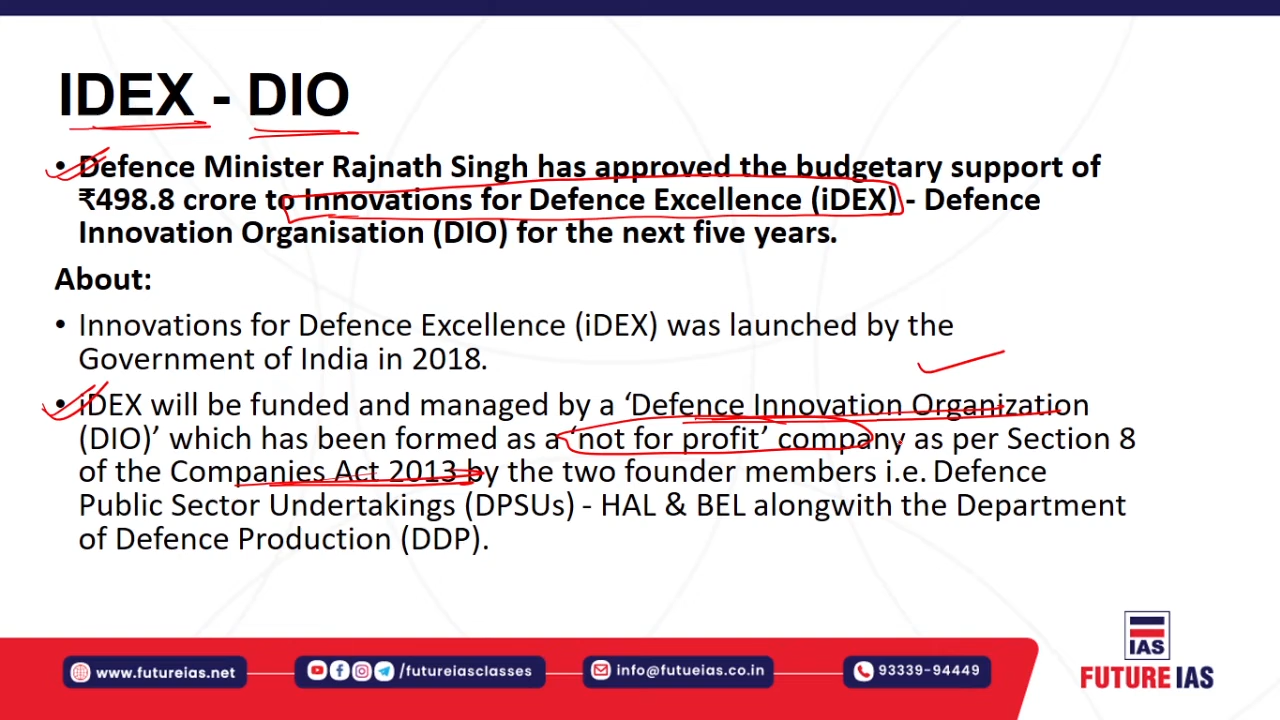 IDEX - DIO
• Defence Minister Rajnath Singh has approved the budgetary support of
₹498.8 crore to Innovations for Defence Excellence (iDEX) - Defence
Innovation Organisation (DIO) for the next five years.
About:
• Innovations for Defence Excellence (iDEX) was launched by the
Government of India in 2018.
• iDEX will be funded and managed by a ‘Defence Innovation Organization
(DIO)’ which has been formed as a ‘not for profit’ company as per Section 8
of the Companies Act 2013 by the two founder members i.e. Defence
Public Sector Undertakings (DPSUs) - HAL & BEL alongwith the Department
of Defence Production (DDP).
IAS
FUTURE IAS
www.futureias.net
/futureiasclasses
info@futueias.co.in
93339-94449